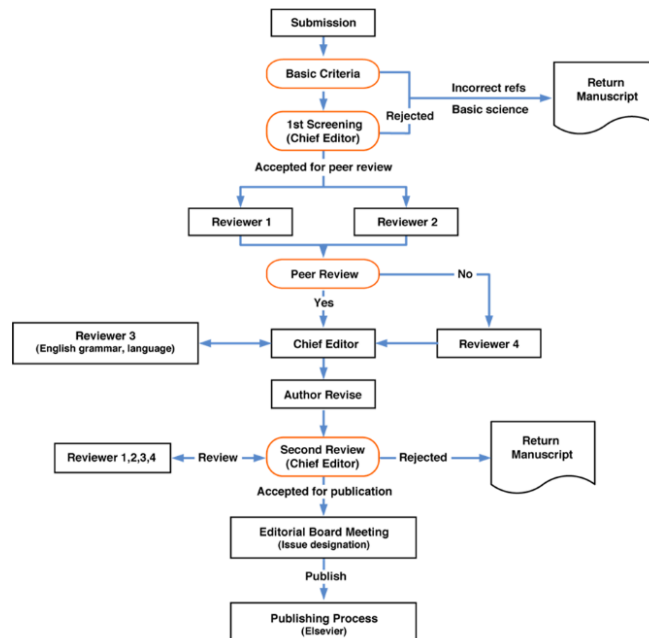 Submission
Basic Criteria
Incorrect refs
Return
Manuscript
Rejected
Basic science
1st Screening
(Chief Editor)
Accepted for peer review
Reviewer 1
Reviewer 2
Peer Review
No
Yes
Reviewer 3
(English grammar, language)
Chief Editor
Reviewer 4
Author Revise
Reviewer 1,2,3,4
Review
Second Review
(Chief Editor)
Rejected
Return
Manuscript
Accepted for publication
Editorial Board Meeting
(Issue designation)
Publish
Publishing Process
(Elsevier)